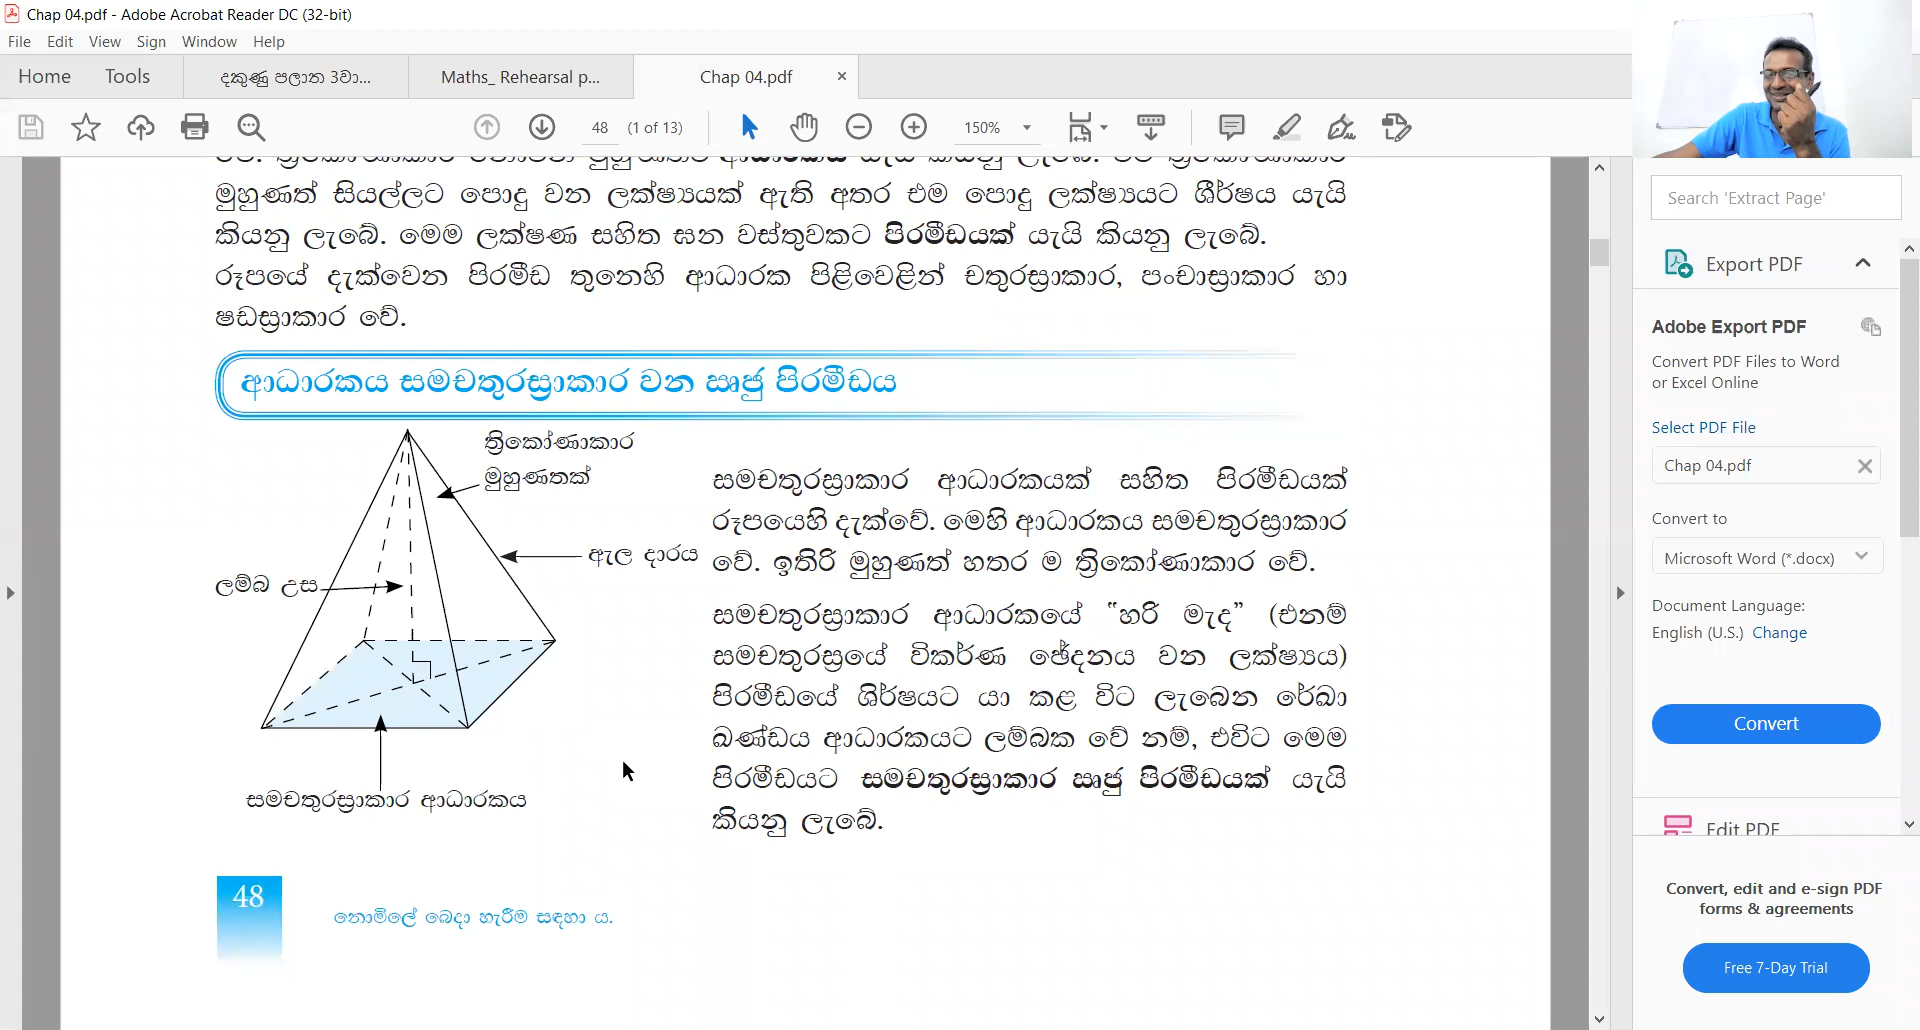 Chap 04.pdf - Adobe Acrobat Reader DC (32-bit)
File Edit View Sign Window Help
Home Tools දකුණු පලාත 3වා... Maths_ Rehearsal p... Chap 04.pdf ×
48 (1 of 13) 150%
මුහුණත් සියල්ලට පොදු වන ලක්ෂ්‍යයක් ඇති අතර එම පොදු ලක්ෂ්‍යයට ශීර්ෂය යැයි
කියනු ලැබේ. මෙම ලක්ෂණ සහිත ඝන වස්තුවකට පිරමීඩයක් යැයි කියනු ලැබේ.
රූපයේ දැක්වෙන පිරමීඩ තුනෙහි ආධාරක පිළිවෙළින් චතුරස්‍රාකාර, පංචාස්‍රාකාර හා
ෂඩස්‍රාකාර වේ.
ආධාරකය සමචතුරස්‍රාකාර වන ඍජු පිරමීඩය
ත්‍රිකෝණාකාර
මුහුණතක්
ඇල දාරය
ලම්බ උස
සමචතුරස්‍රාකාර ආධාරකය
සමචතුරස්‍රාකාර ආධාරකයක් සහිත පිරමීඩයක්
රූපයෙහි දැක්වේ. මෙහි ආධාරකය සමචතුරස්‍රාකාර
වේ. ඉතිරි මුහුණත් හතර ම ත්‍රිකෝණාකාර වේ.
සමචතුරස්‍රාකාර ආධාරකයේ “හරි මැද” (එනම්
සමචතුරස්‍රයේ විකර්ණ ඡේදනය වන ලක්ෂ්‍යය)
පිරමීඩයේ ශිර්ෂයට යා කළ විට ලැබෙන රේඛා
ඛණ්ඩය ආධාරකයට ලම්බක වේ නම්, එවිට මෙම
පිරමීඩයට සමචතුරස්‍රාකාර ඍජු පිරමීඩයක් යැයි
කියනු ලැබේ.
48
නොමිලේ බෙදා හැරීම සඳහා ය.
Search 'Extract Page'
Export PDF
Adobe Export PDF
Convert PDF Files to Word
or Excel Online
Select PDF File
Chap 04.pdf
Convert to
Microsoft Word (*.docx)
Document Language:
English (U.S.) Change
Convert
Edit PDF
Convert, edit and e-sign PDF
forms & agreements
Free 7-Day Trial